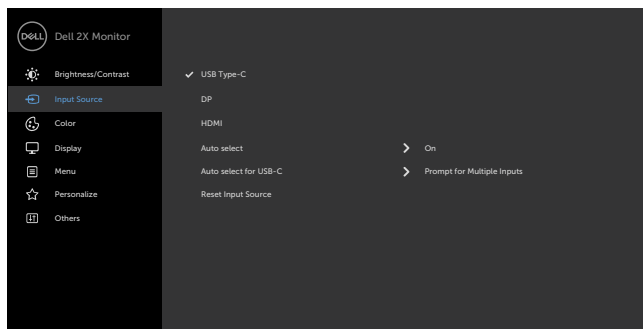 DELL Dell 2X Monitor
Brightness/Contrast USB Type-C
Input Source DP
Color HDMI
Display Auto select On
Menu Auto select for USB-C Prompt for Multiple Inputs
Personalize Reset Input Source
Others